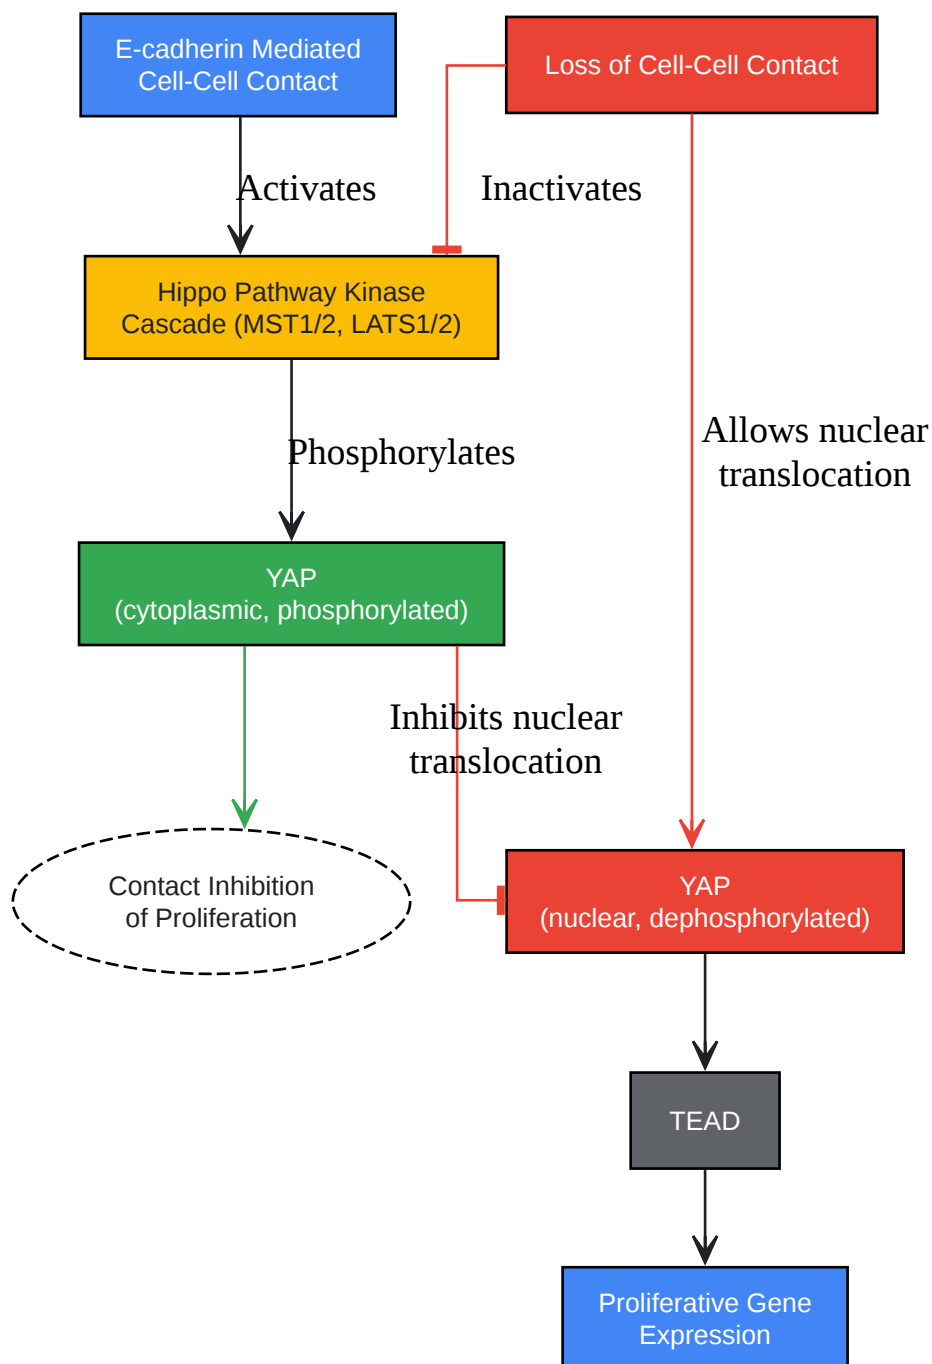 E-cadherin Mediated
Cell-Cell Contact
Loss of Cell-Cell Contact
Activates
Inactivates
Hippo Pathway Kinase
Cascade (MST1/2, LATS1/2)
Allows nuclear
translocation
Phosphorylates
YAP
(cytoplasmic, phosphorylated)
Inhibits nuclear
translocation
Contact Inhibition
of Proliferation
YAP
(nuclear, dephosphorylated)
TEAD
Proliferative Gene
Expression